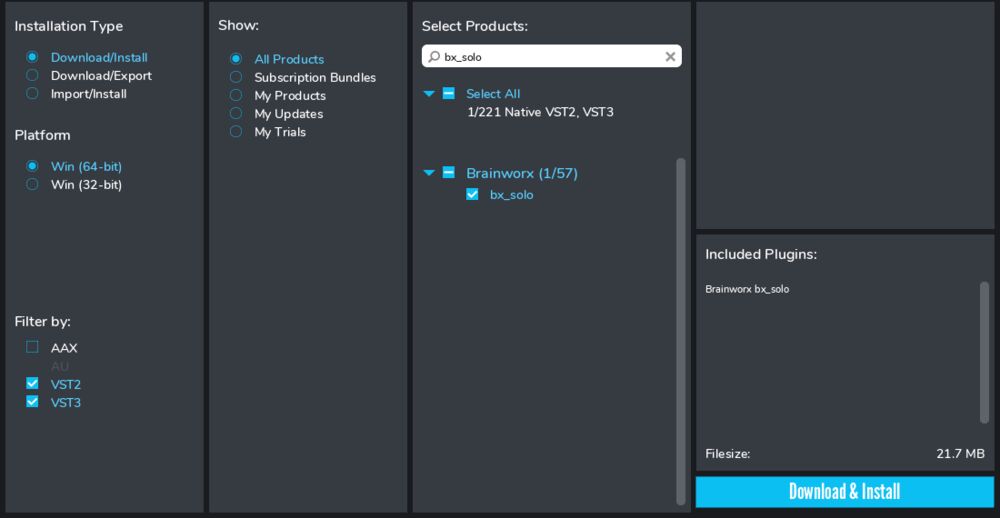 Installation Type
Download/Install
Download/Export
Import/Install
Platform
Win (64-bit)
Win (32-bit)
Filter by:
AAX
AU
VST2
VST3
Show:
All Products
Subscription Bundles
My Products
My Updates
My Trials
Select Products:
bx_solo
Select All
1/221 Native VST2, VST3
Brainworx (1/57)
bx_solo
Included Plugins:
Brainworx bx_solo
Filesize: 21.7 MB
Download & Install